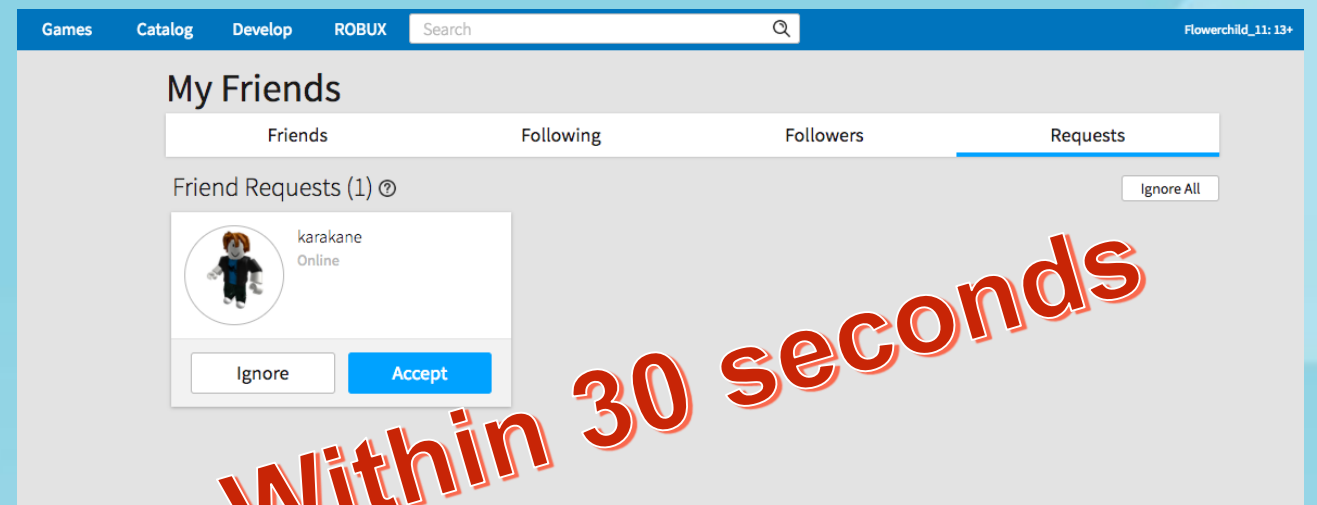 Games Catalog Develop ROBUX Search Flowerchild_11: 13+
My Friends
Friends Following Followers Requests
Friend Requests (1) Ignore All
karakane
Online
Ignore Accept
Within 30 seconds